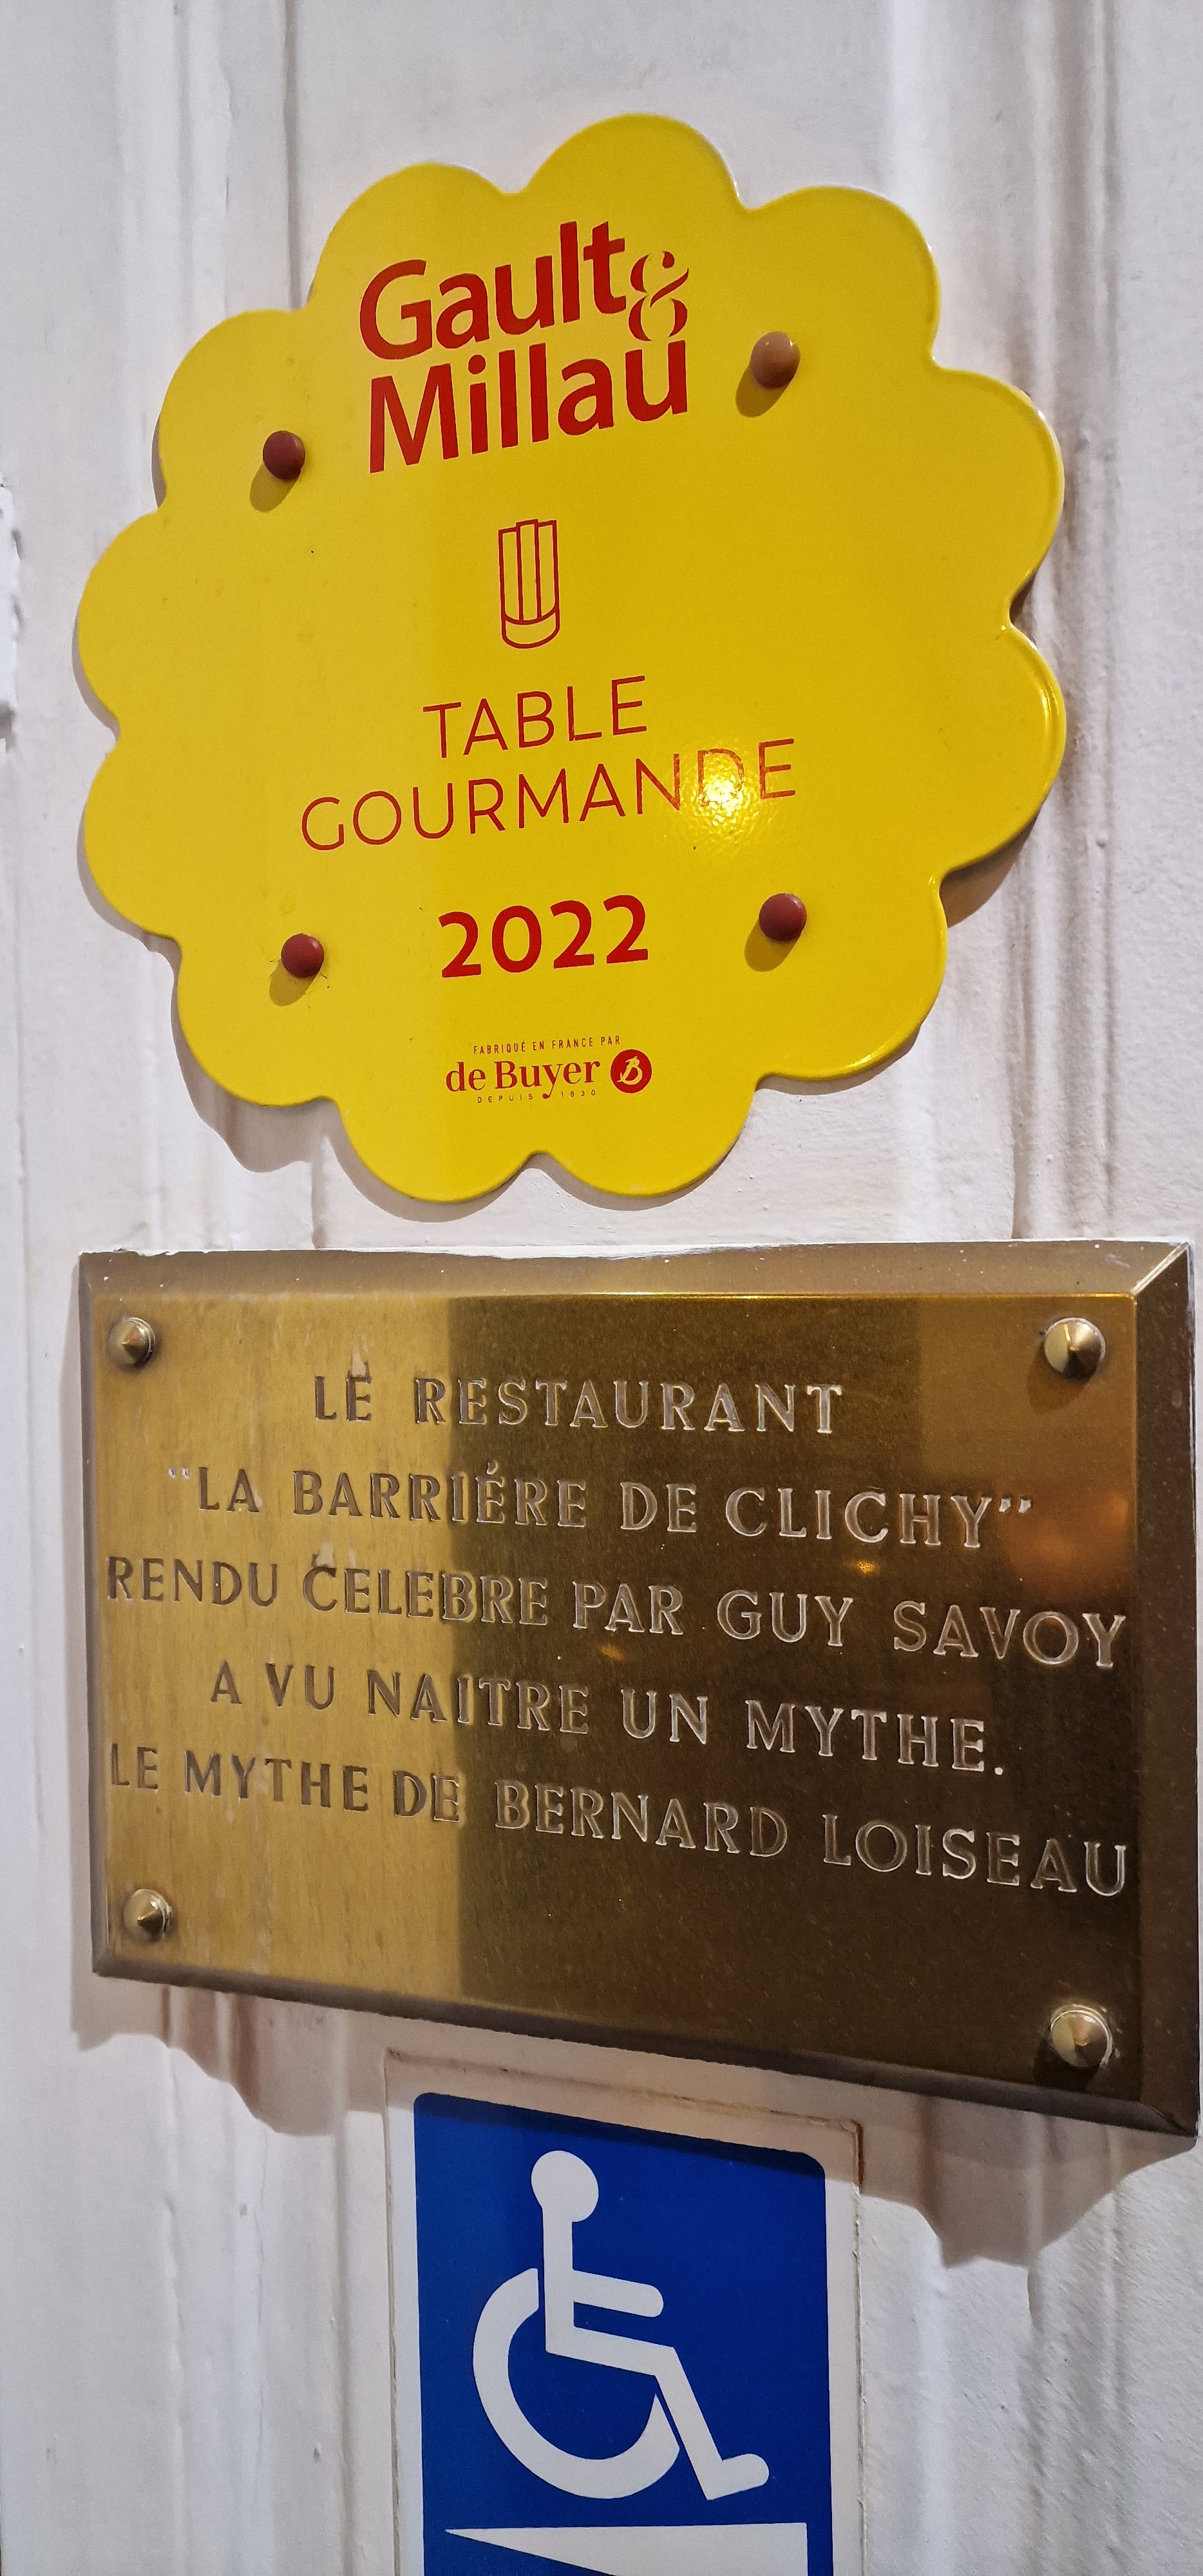 Gault&
Millau
TABLE
GOURMANDE
2022
FABRIQUÉ EN FRANCE PAR
de Buyer B
DEPUIS 1830
LE RESTAURANT
"LA BARRIÉRE DE CLICHY"
RENDU CELEBRE PAR GUY SAVOY
A VU NAITRE UN MYTHE.
LE MYTHE DE BERNARD LOISEAU